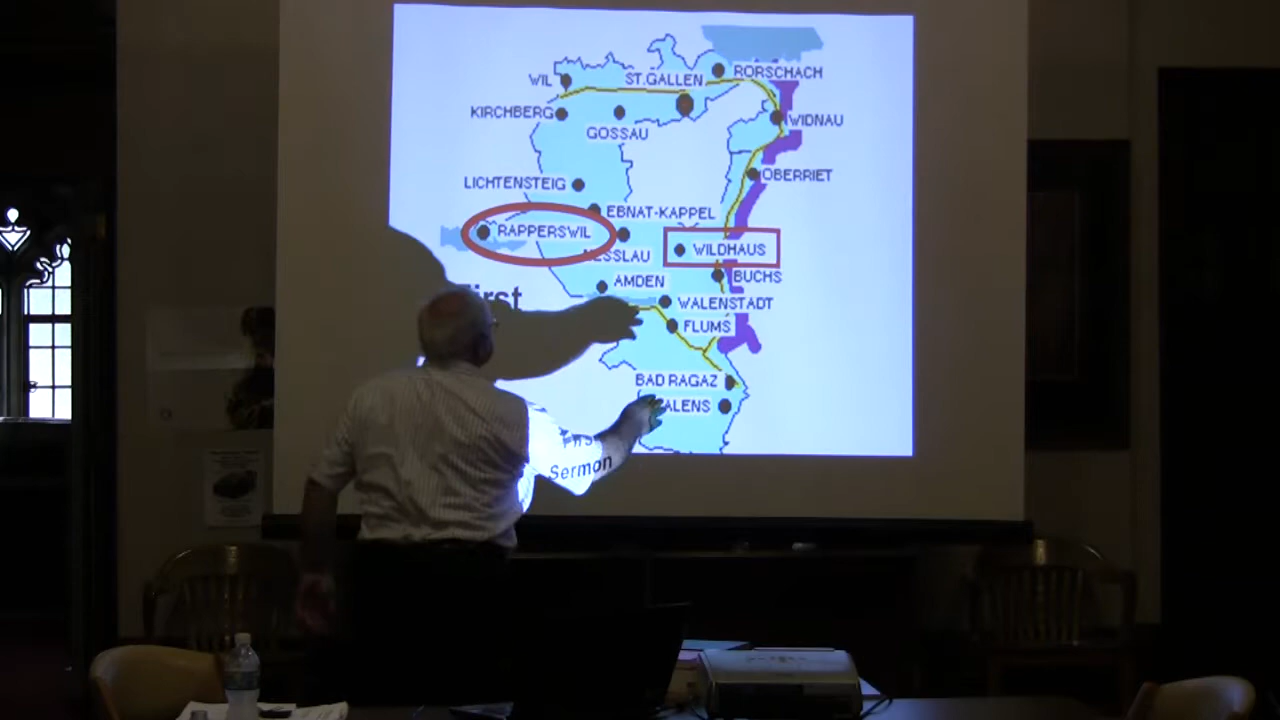 RORSCHACH
WIL
ST.GALLEN
KIRCHBERG
GOSSAU
WIDNAU
OBERRIET
LICHTENSTEIG
EBNAT-KAPPEL
RAPPERSWIL
WILDHAUS
BUCHS
AMDEN
WALENSTADT
First
FLUMS
BAD RAGAZ
First
Sermon